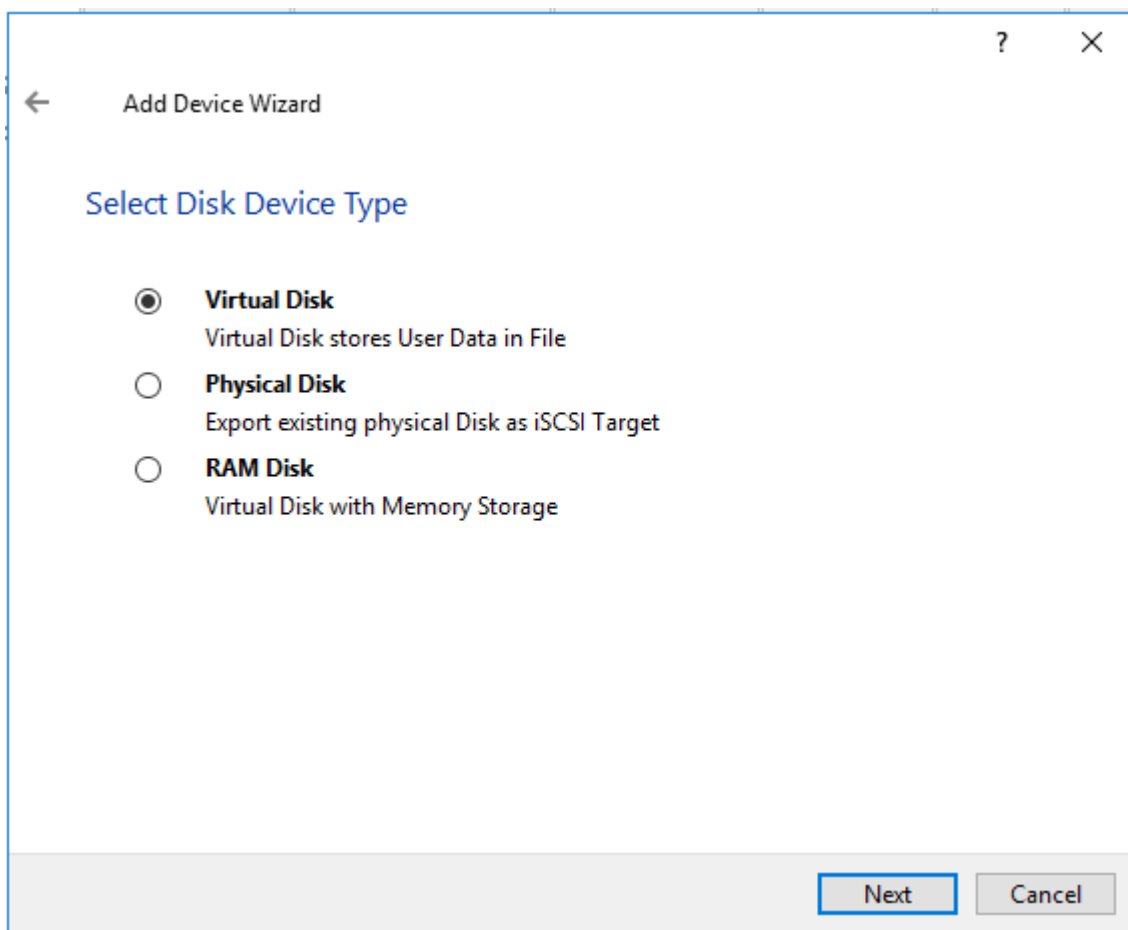 ?
Add Device Wizard
Select Disk Device Type
Virtual Disk
Virtual Disk stores User Data in File
Physical Disk
Export existing physical Disk as iSCSI Target
RAM Disk
Virtual Disk with Memory Storage
Next Cancel